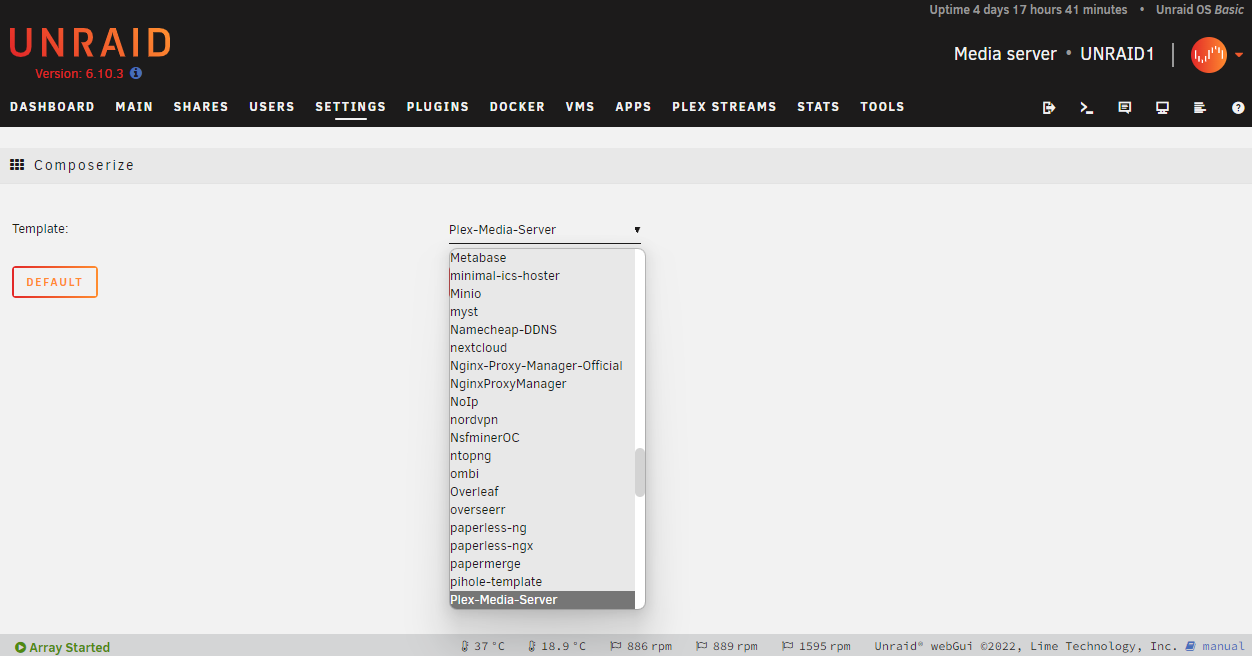 Uptime 4 days 17 hours 41 minutes • Unraid OS Basic
UNRAID
Version: 6.10.3
Media server • UNRAID1
DASHBOARD MAIN SHARES USERS SETTINGS PLUGINS DOCKER VMS APPS PLEX STREAMS STATS TOOLS
Composerize
Template:
Plex-Media-Server
DEFAULT
Metabase
minimal-ics-hoster
Minio
myst
Namecheap-DDNS
nextcloud
Nginx-Proxy-Manager-Official
NginxProxyManager
NoIp
nordvpn
NsfminerOC
ntopng
ombi
Overleaf
overseerr
paperless-ng
paperless-ngx
papermerge
pihole-template
Plex-Media-Server
Array Started 37 °C 18.9 °C 886 rpm 889 rpm 1595 rpm Unraid® webGui ©2022, Lime Technology, Inc. manual